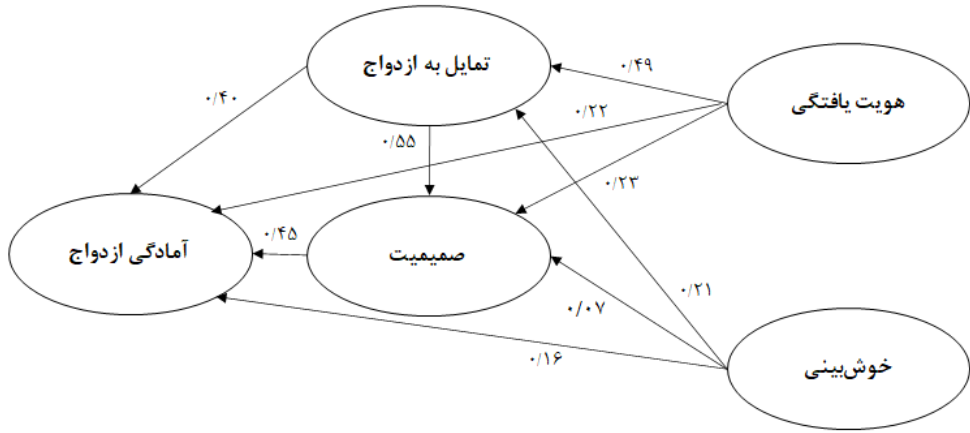 تمایل به ازدواج
هویت یافتگی
۰/۴۹
۰/۴۰
۰/۲۲
۰/۵۵
۰/۲۳
آمادگی ازدواج
۰/۴۵
صمیمیت
۰/۲۱
۰/۰۷
۰/۱۶
خوش‌بینی